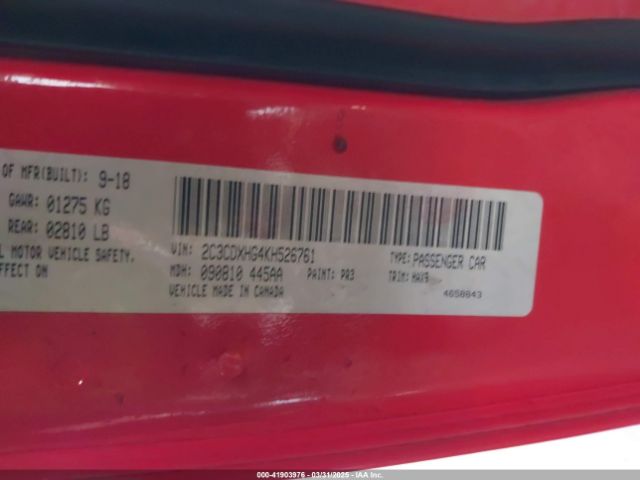 OF MFR(BUILT): 9-18
GAWR: 01275 KG
REAR: 02810 LB
MOTOR VEHICLE SAFETY.
EFFECT ON
VIN: 2C3CDXHG4KH526761
TYPE: PASSENGER CAR
MDH: 090810 445AA PAINT: PR3 TRIM: HAX9
VEHICLE MADE IN CANADA
4658843
000-41903976 - 03/31/2025 - IAA Inc.